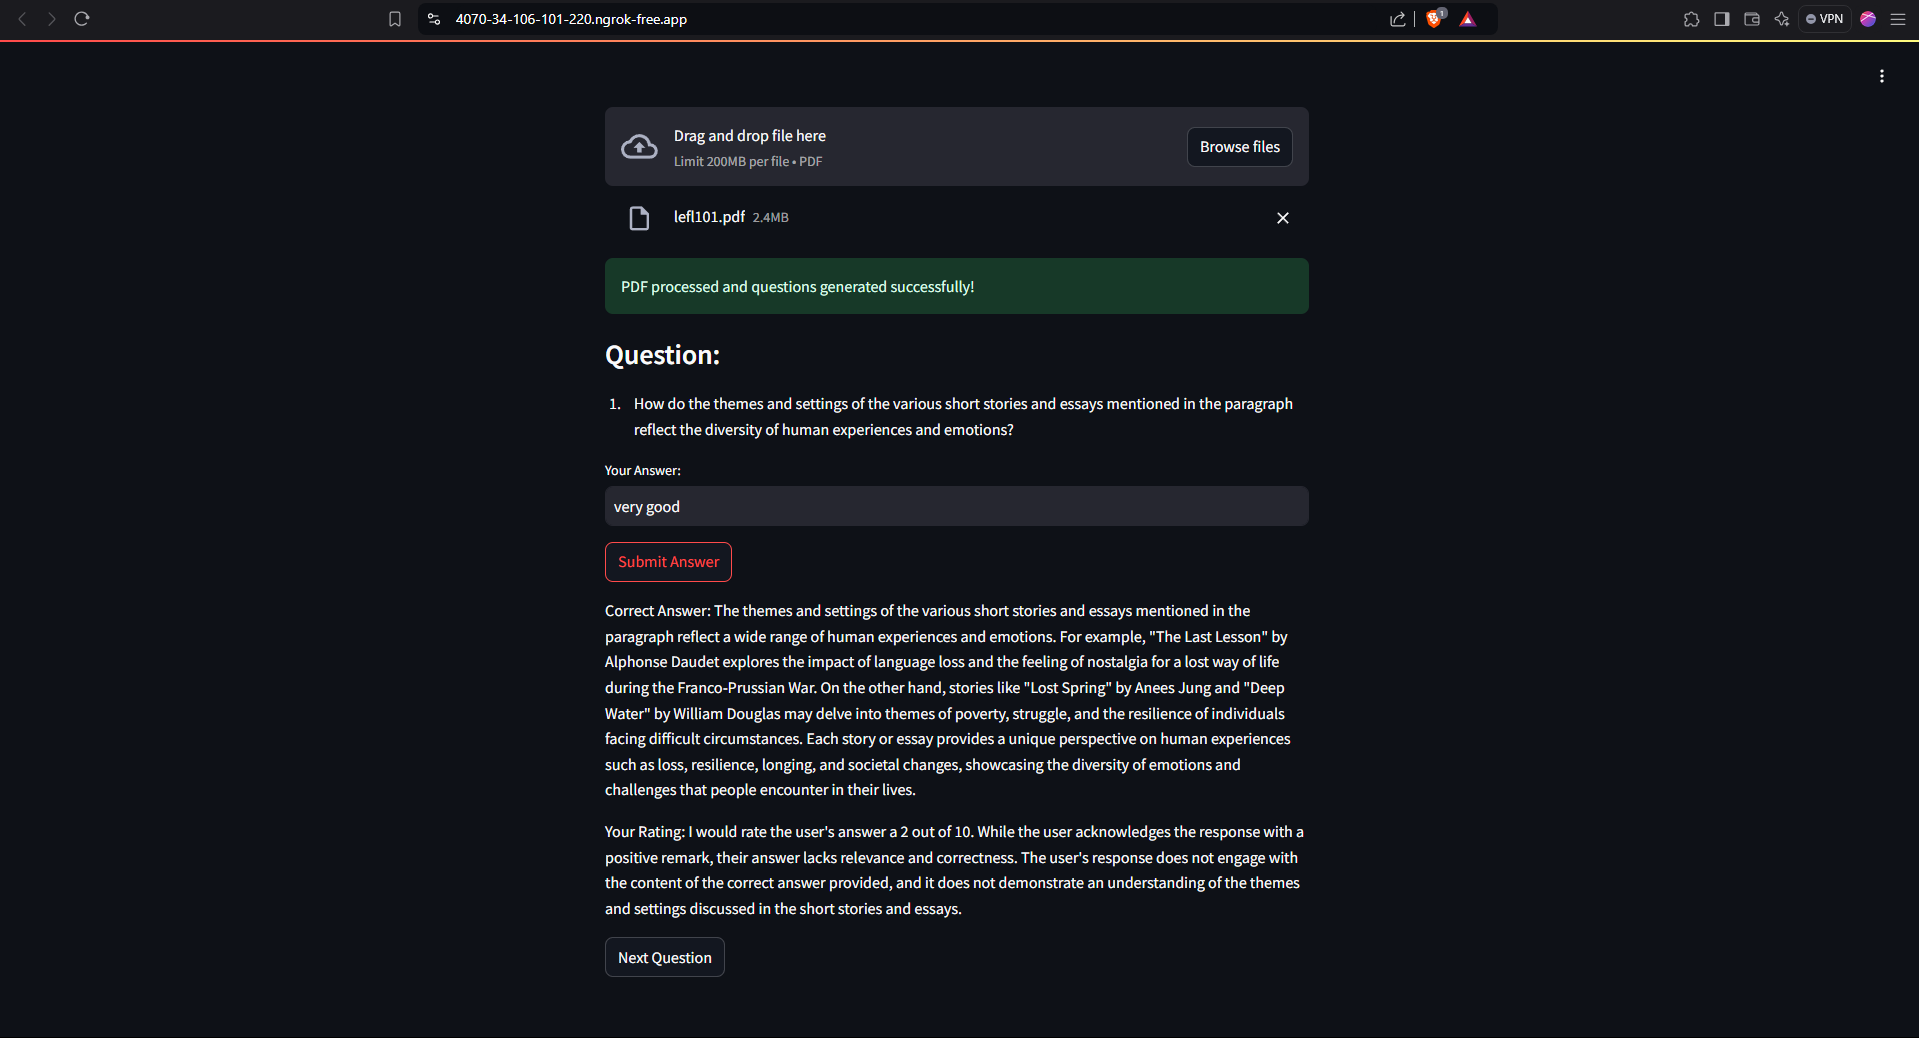 4070-34-106-101-220.ngrok-free.app
1
VPN
Drag and drop file here
Limit 200MB per file • PDF
Browse files
lefl101.pdf 2.4MB
PDF processed and questions generated successfully!
Question:
1. How do the themes and settings of the various short stories and essays mentioned in the paragraph
reflect the diversity of human experiences and emotions?
Your Answer:
very good
Submit Answer
Correct Answer: The themes and settings of the various short stories and essays mentioned in the
paragraph reflect a wide range of human experiences and emotions. For example, "The Last Lesson" by
Alphonse Daudet explores the impact of language loss and the feeling of nostalgia for a lost way of life
during the Franco-Prussian War. On the other hand, stories like "Lost Spring" by Anees Jung and "Deep
Water" by William Douglas may delve into themes of poverty, struggle, and the resilience of individuals
facing difficult circumstances. Each story or essay provides a unique perspective on human experiences
such as loss, resilience, longing, and societal changes, showcasing the diversity of emotions and
challenges that people encounter in their lives.
Your Rating: I would rate the user's answer a 2 out of 10. While the user acknowledges the response with a
positive remark, their answer lacks relevance and correctness. The user's response does not engage with
the content of the correct answer provided, and it does not demonstrate an understanding of the themes
and settings discussed in the short stories and essays.
Next Question